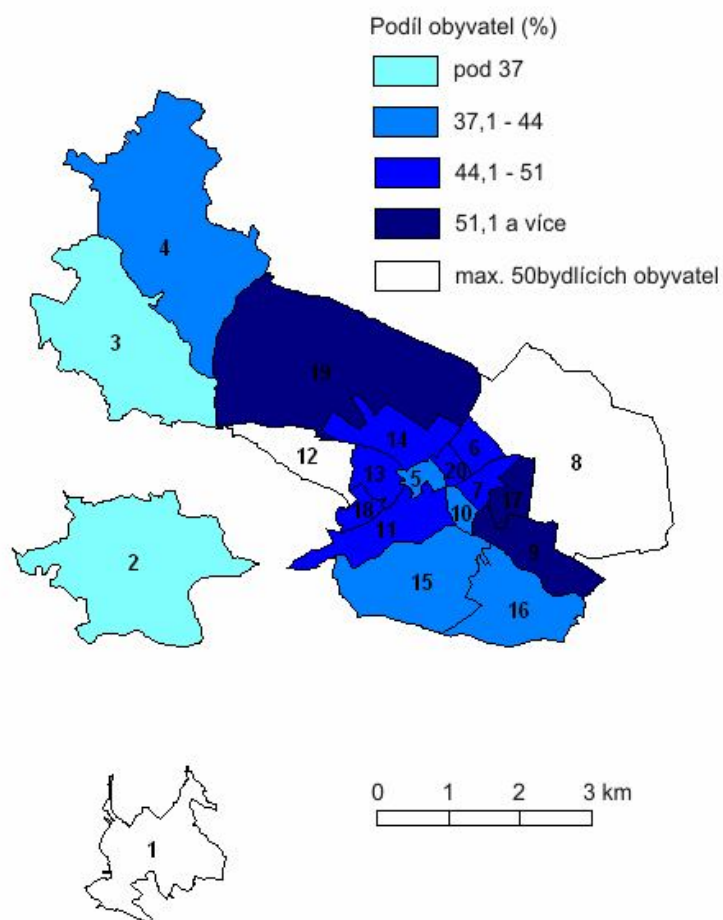 Podíl obyvatel (%)
pod 37
37,1 - 44
44,1 - 51
51,1 a více
max. 50bydlících obyvatel
4
3
19
14
6
12
8
13
5
20
7
17
18
10
11
9
2
15
16
0 1 2 3 km
1